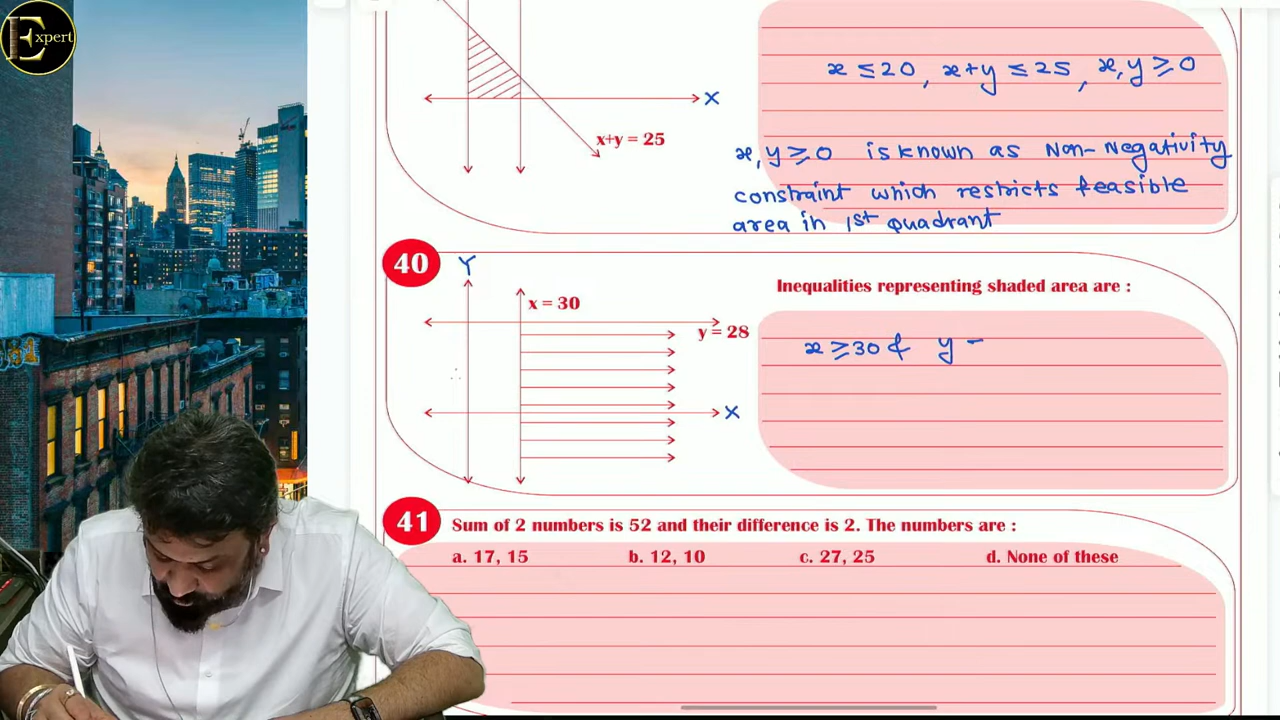 Expert
x ≤ 20, x+y ≤ 25, x, y ≥ 0
X
x+y = 25
x, y ≥ 0 is known as Non-Negativity
constraint which restricts feasible
area in 1st quadrant
40
Y
x = 30
y = 28
X
Inequalities representing shaded area are :
x ≥ 30 & y -
41
Sum of 2 numbers is 52 and their difference is 2. The numbers are :
a. 17, 15 b. 12, 10 c. 27, 25 d. None of these